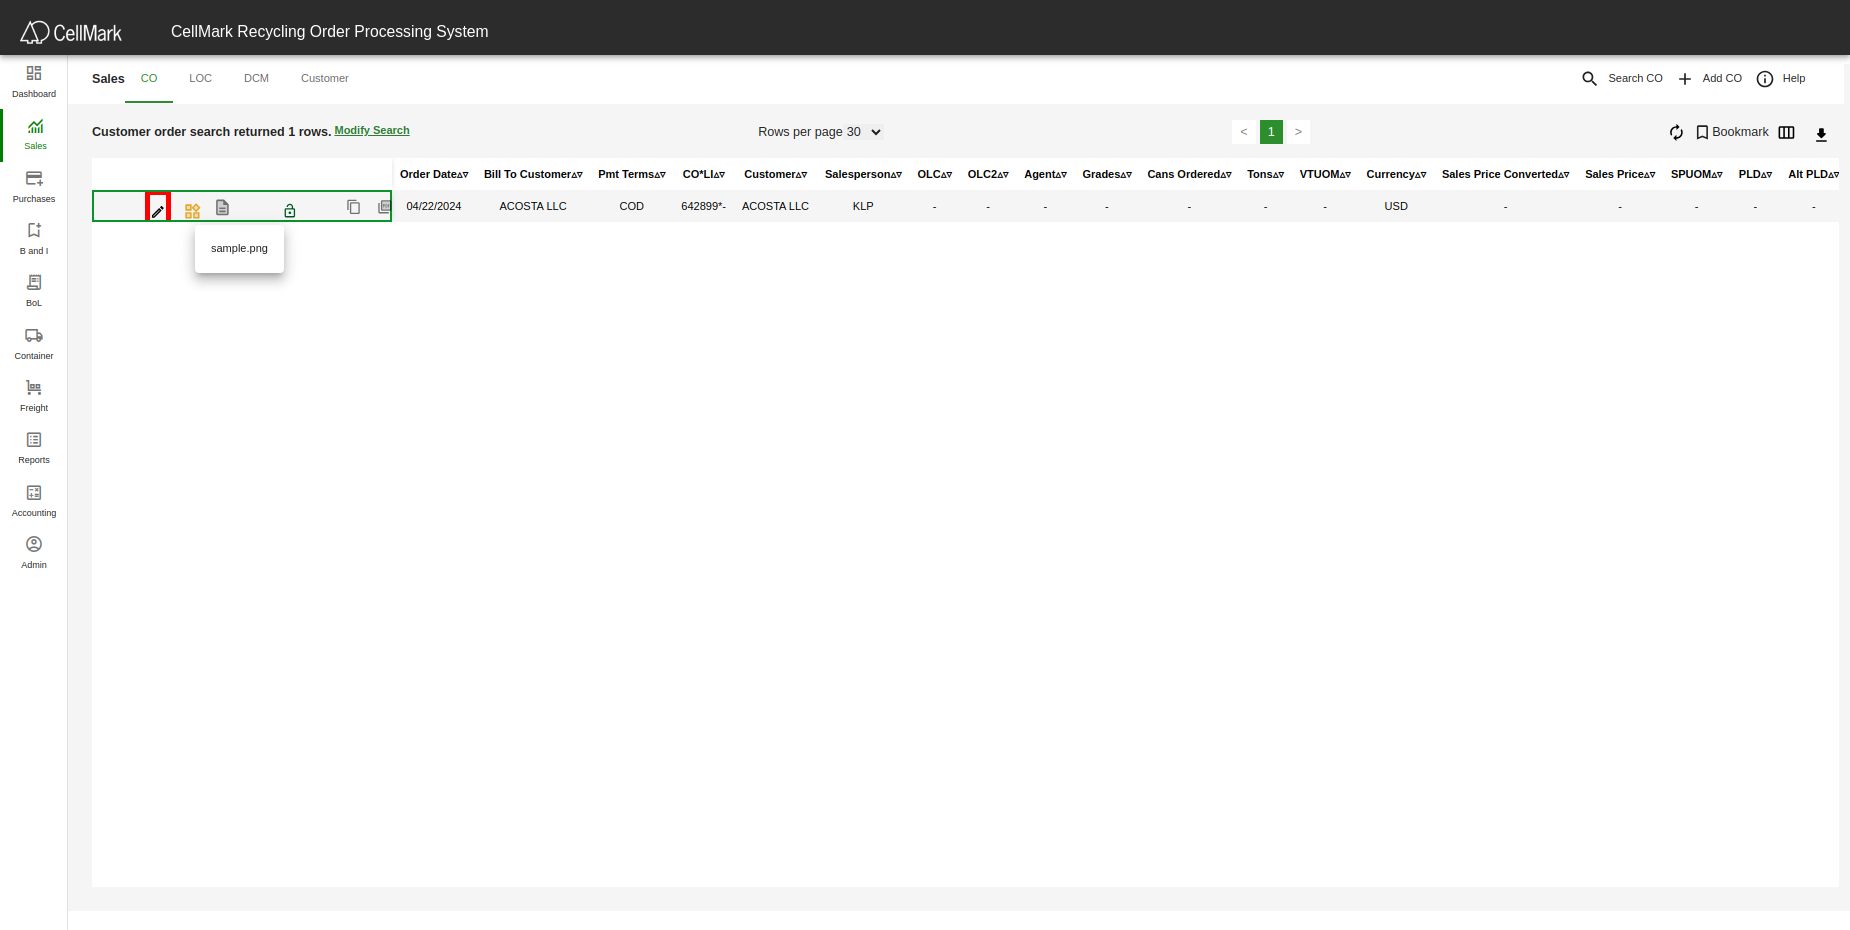 CellMark
CellMark Recycling Order Processing System
Dashboard
Sales
Purchases
B and I
BoL
Container
Freight
Reports
Accounting
Admin
Sales CO LOC DCM Customer
Search CO Add CO Help
Customer order search returned 1 rows. Modify Search
Rows per page 30
< 1 >
Bookmark
Order Date Bill To Customer Pmt Terms CO*LI Customer Salesperson OLC OLC2 Agent Grades Cans Ordered Tons VTUOM Currency Sales Price Converted Sales Price SPUOM PLD Alt PLD
04/22/2024 ACOSTA LLC COD 642899*- ACOSTA LLC KLP - - - - - - - USD - - - - -
sample.png